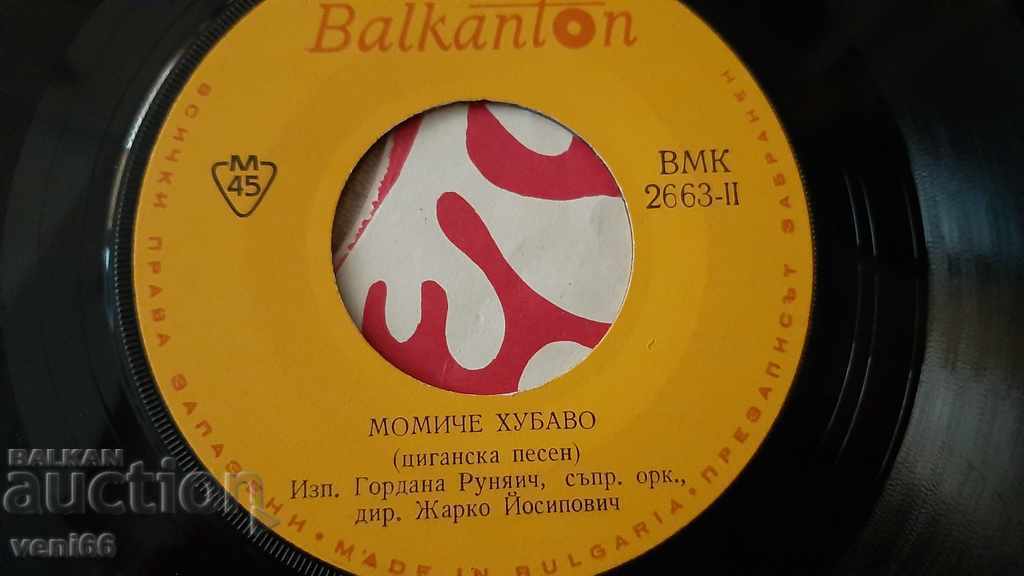 Balkanton
M
45
ВМК
2663-II
МОМИЧЕ ХУБАВО
(циганска песен)
Изп. Гордана Руняич, съпр. орк.,
дир. Жарко Йосипович
ВСИЧКИ ПРАВА ЗАПАЗЕНИ • MADE IN BULGARIA • ПРЕЗАПИСЪТ ЗАБРАНЕН
BALKAN
auction
veni66